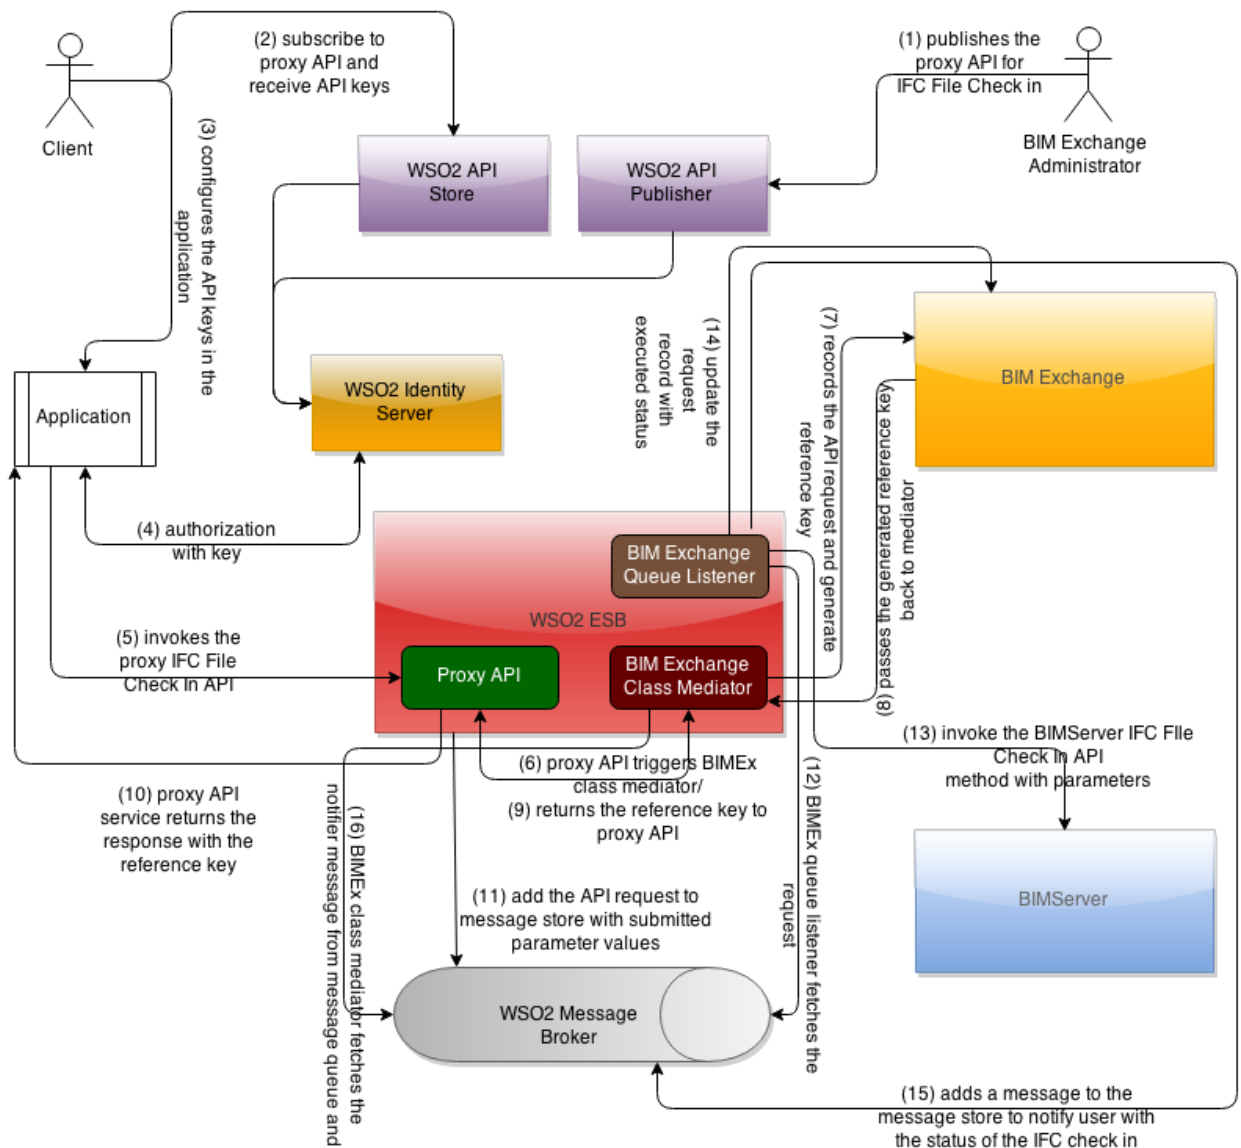 (2) subscribe to
proxy API and
receive API keys
(1) publishes the
proxy API for
IFC File Check in
Client
BIM Exchange
Administrator
(3) configures the API keys in the
application
WSO2 API
Store
WSO2 API
Publisher
(14) update the
request
record with
executed status
(7) records the API request and generate
reference key
BIM Exchange
(8) passes the generated reference key
back to mediator
WSO2 Identity
Server
Application
(4) authorization
with key
BIM Exchange
Queue Listener
WSO2 ESB
(5) invokes the
proxy IFC File
Check In API
Proxy API
BIM Exchange
Class Mediator
(13) invoke the BIMServer IFC FIle
Check In API
method with parameters
(6) proxy API triggers BIMEx
class mediator/
(9) returns the reference key to
proxy API
(10) proxy API
service returns the
response with the
reference key
(16) BIMEx class mediator fetches the
notifier message from message queue and
(12) BIMEx queue listener fetches the
request
(11) add the API request to
message store with submitted
parameter values
BIMServer
WSO2 Message
Broker
(15) adds a message to the
message store to notify user with
the status of the IFC check in